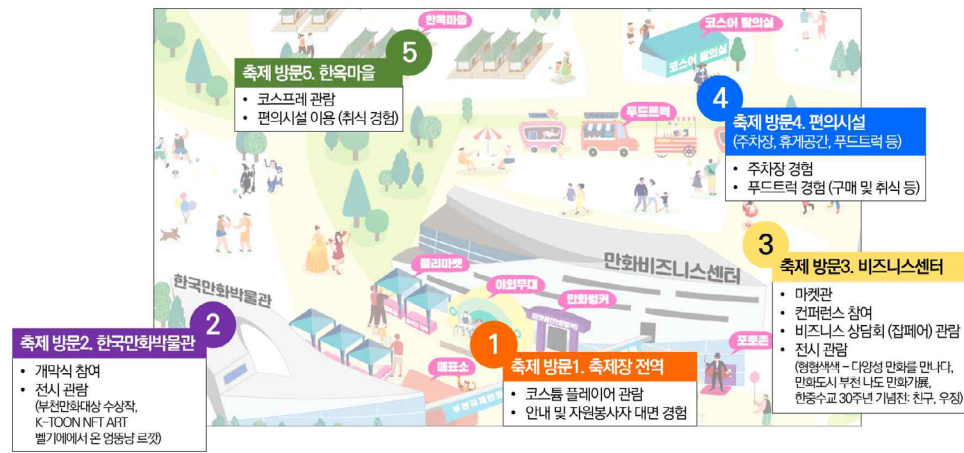 한옥마을
코스어 탈의실
코스어 탈의실
5
축제 방문5. 한옥마을
• 코스프레 관람
• 편의시설 이용 (취식 경험)
푸드트럭
4
축제 방문4. 편의시설
(주차장, 휴게공간, 푸드트럭 등)
• 주차장 경험
• 푸드트럭 경험 (구매 및 취식 등)
3
축제 방문3. 비즈니스센터
• 마켓관
• 컨퍼런스 참여
• 비즈니스 상담회 (잡페어) 관람
• 전시 관람
(형형색색 – 다양성 만화를 만나다,
만화도시 부천 나도 만화가展,
한중수교 30주년 기념전: 친구, 우정)
만화비즈니스센터
플리마켓
야외무대
만화벙커
한국만화박물관
2
축제 방문2. 한국만화박물관
• 개막식 참여
• 전시 관람
(부천만화대상 수상작,
K-TOON NFT ART
벨기에에서 온 엉뚱냥 르깟)
매표소
부천국제만화
포토존
1
축제 방문1. 축제장 전역
• 코스튬 플레이어 관람
• 안내 및 자원봉사자 대면 경험